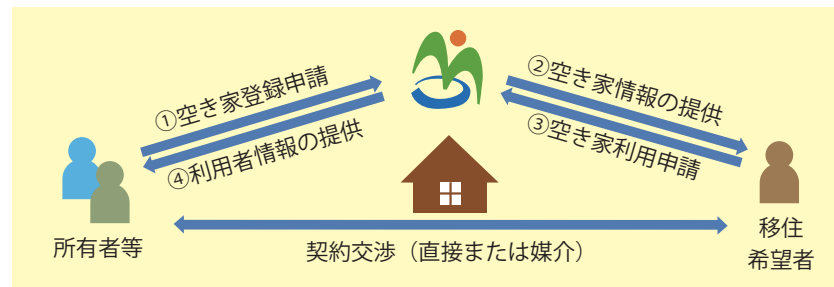 ①空き家登録申請
④利用者情報の提供
②空き家情報の提供
③空き家利用申請
所有者等
契約交渉（直接または媒介）
移住
希望者